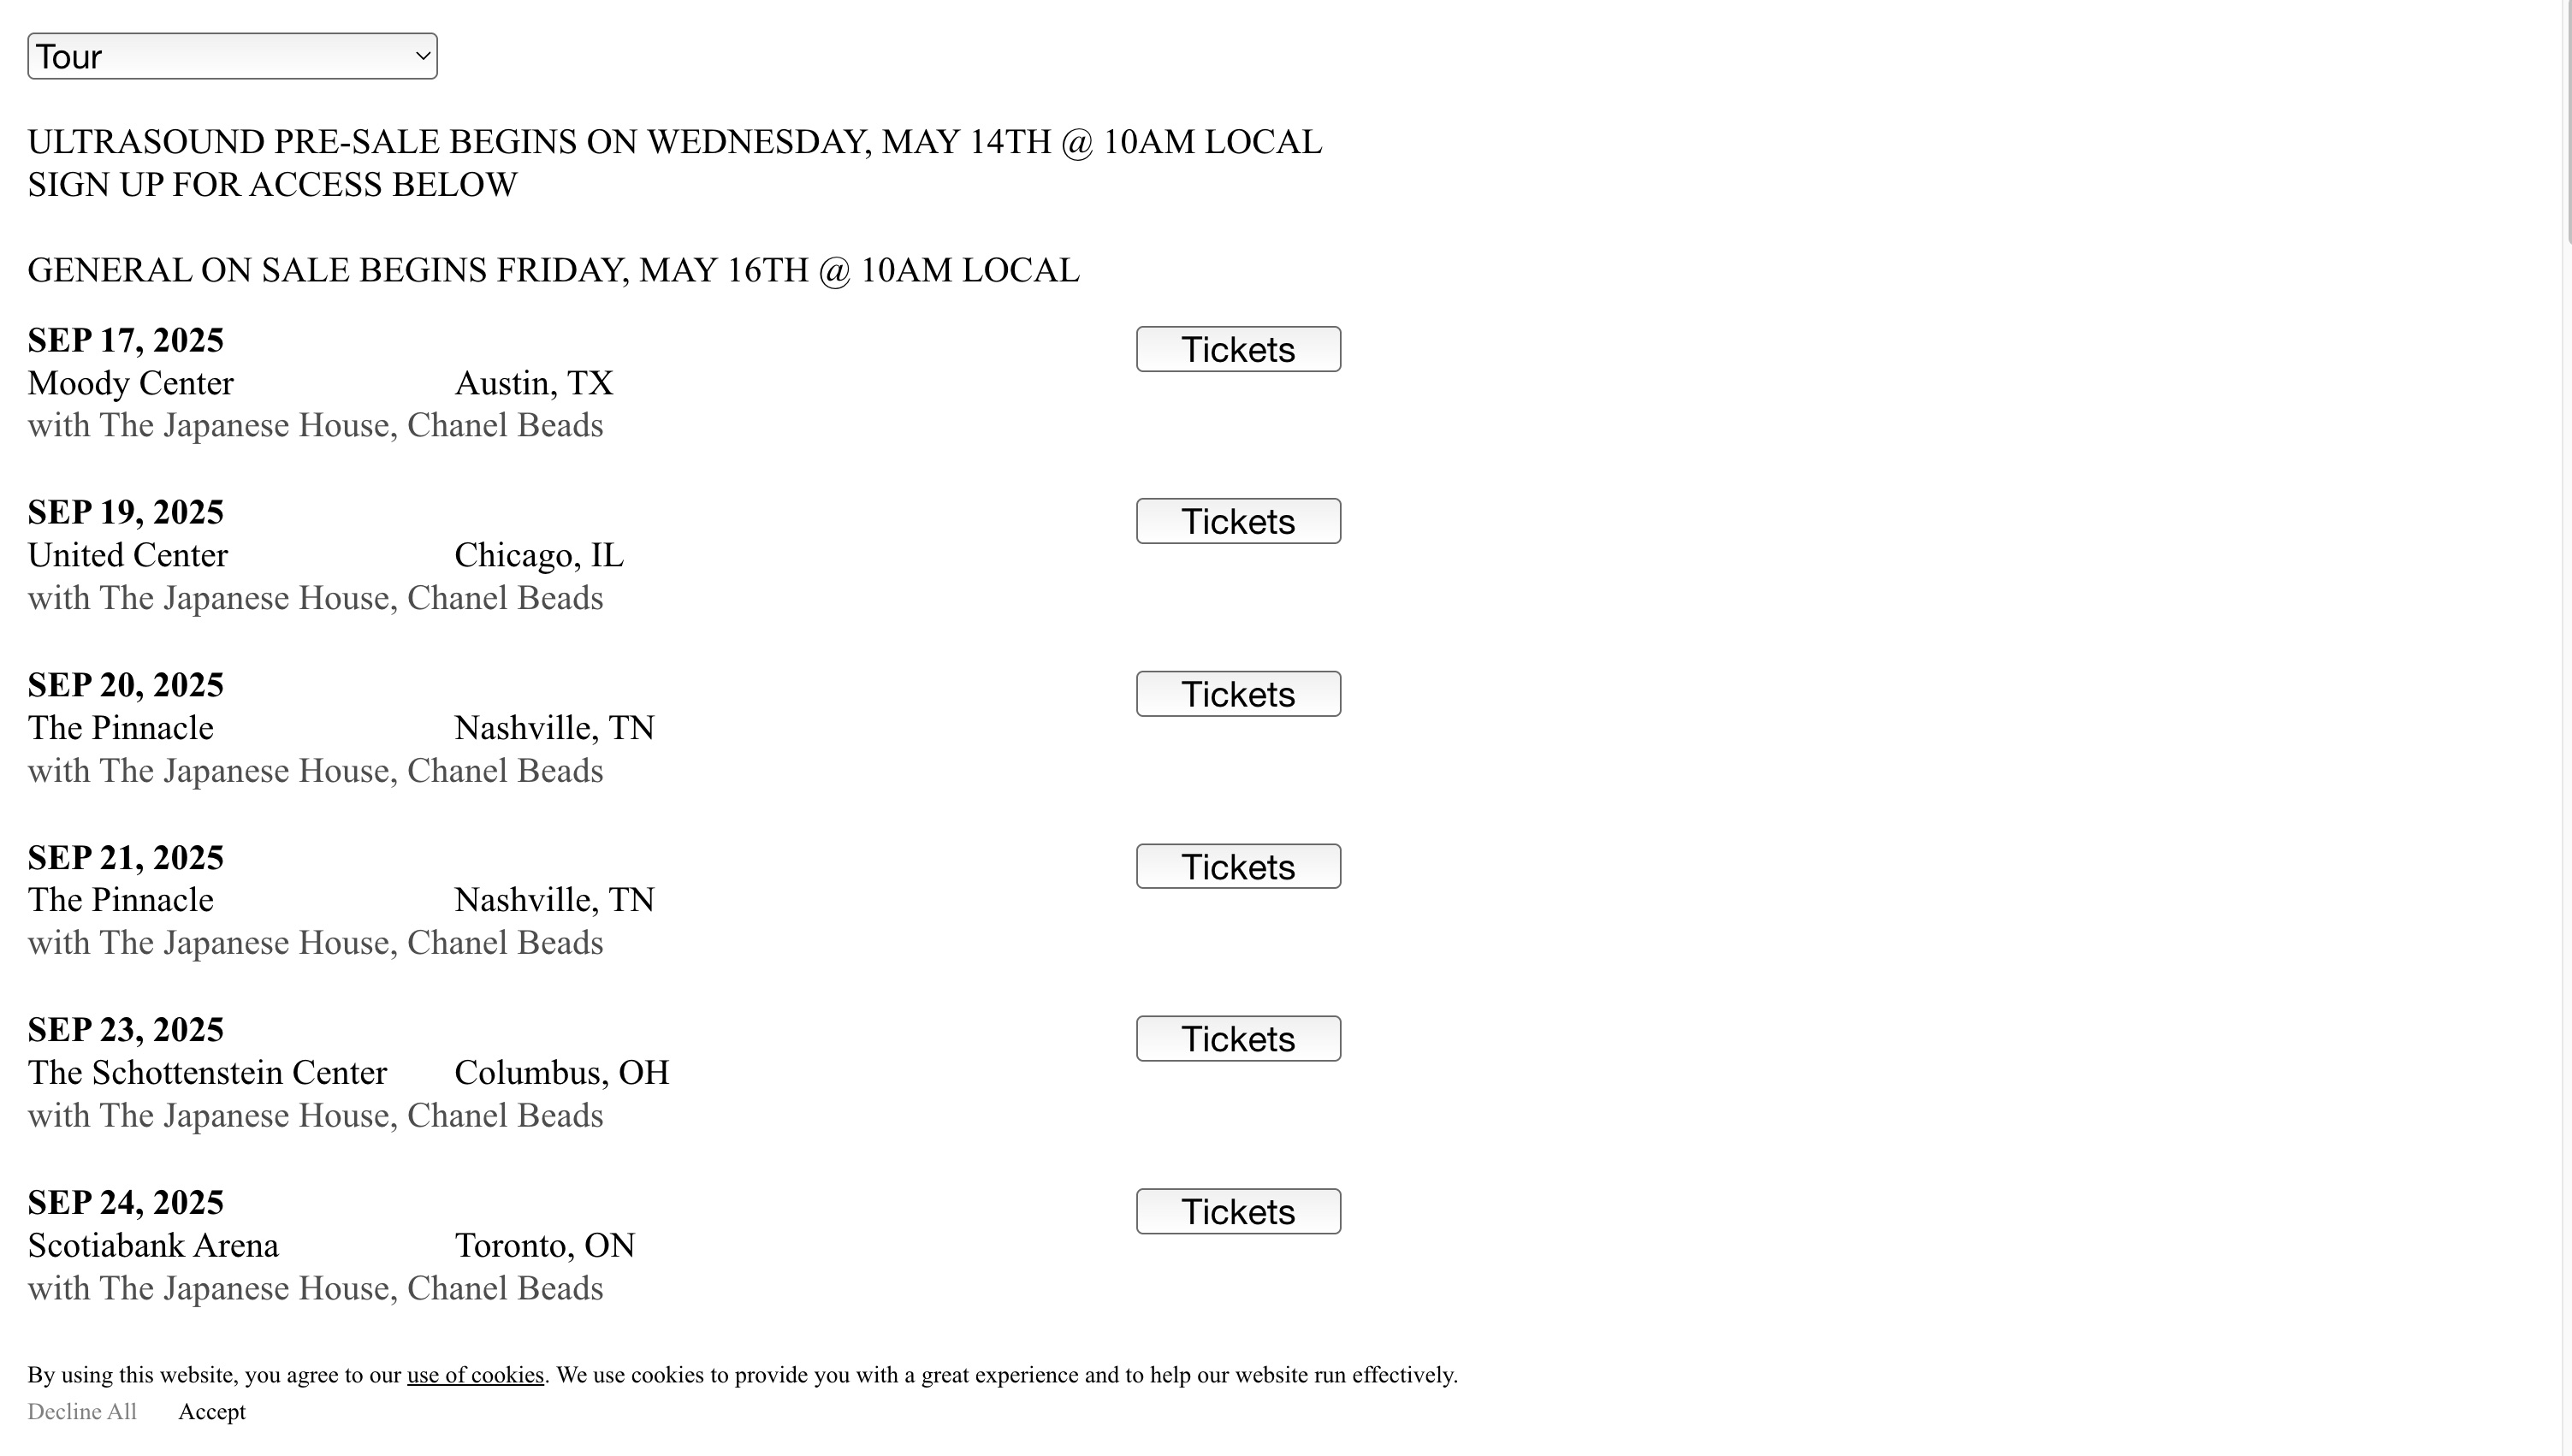 Tour
ULTRASOUND PRE-SALE BEGINS ON WEDNESDAY, MAY 14TH @ 10AM LOCAL
SIGN UP FOR ACCESS BELOW
GENERAL ON SALE BEGINS FRIDAY, MAY 16TH @ 10AM LOCAL
SEP 17, 2025 Tickets
Moody Center Austin, TX
with The Japanese House, Chanel Beads
SEP 19, 2025 Tickets
United Center Chicago, IL
with The Japanese House, Chanel Beads
SEP 20, 2025 Tickets
The Pinnacle Nashville, TN
with The Japanese House, Chanel Beads
SEP 21, 2025 Tickets
The Pinnacle Nashville, TN
with The Japanese House, Chanel Beads
SEP 23, 2025 Tickets
The Schottenstein Center Columbus, OH
with The Japanese House, Chanel Beads
SEP 24, 2025 Tickets
Scotiabank Arena Toronto, ON
with The Japanese House, Chanel Beads
By using this website, you agree to our use of cookies. We use cookies to provide you with a great experience and to help our website run effectively.
Decline All Accept